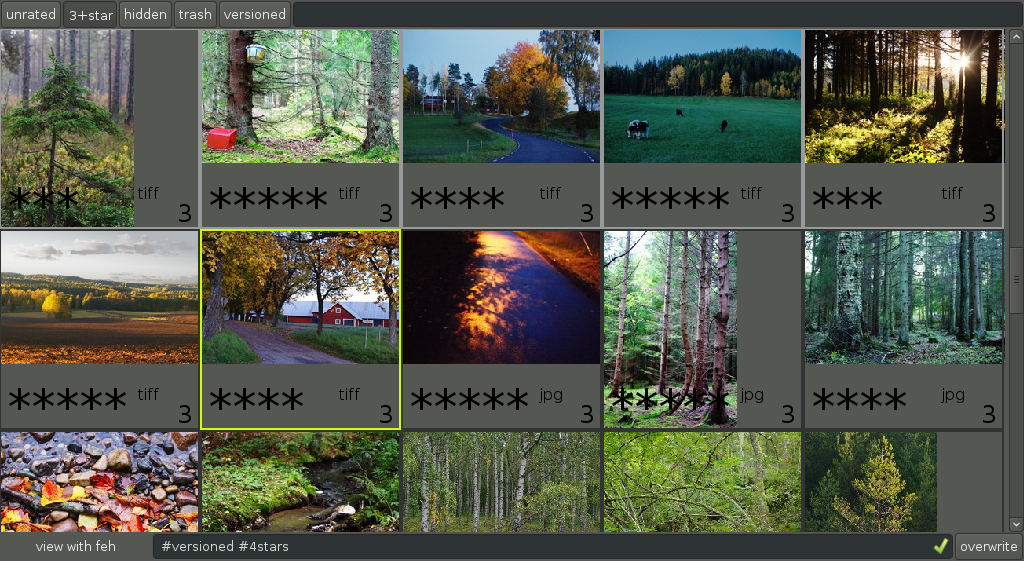 unrated 3+star hidden trash versioned
*** tiff 3 ***** tiff 3 **** tiff 3 ***** tiff 3 *** tiff 3
***** tiff 3 **** tiff 3 ***** jpg 3 ***** jpg 3 **** jpg 3
view with feh #versioned #4stars overwrite